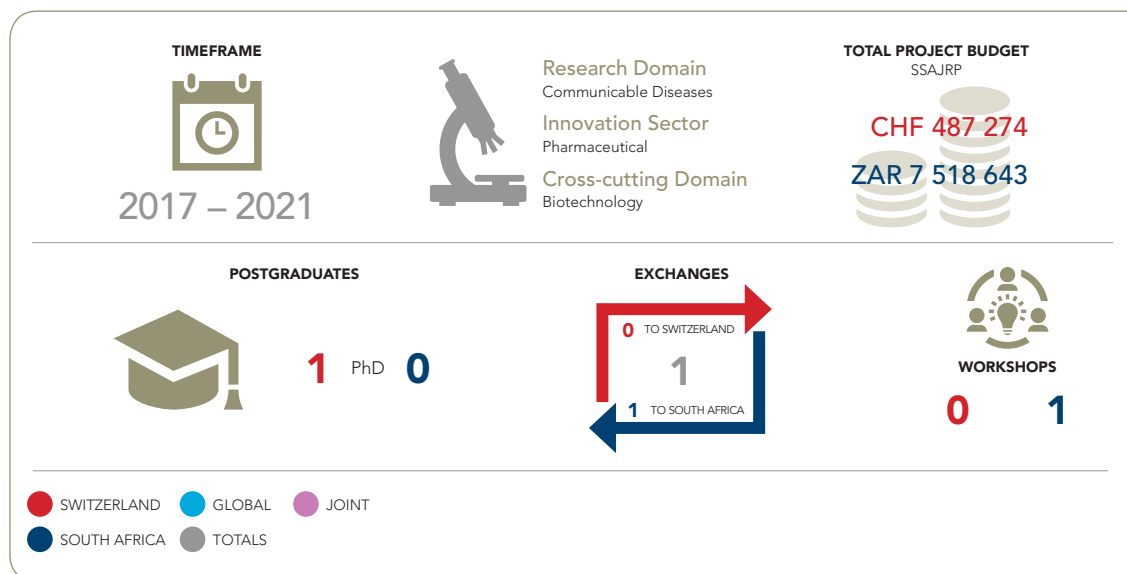 TIMEFRAME
2017 – 2021
Research Domain
Communicable Diseases
Innovation Sector
Pharmaceutical
Cross-cutting Domain
Biotechnology
TOTAL PROJECT BUDGET
SSAJRP
CHF 487 274
ZAR 7 518 643
POSTGRADUATES
1 PhD 0
EXCHANGES
0 TO SWITZERLAND
1
1 TO SOUTH AFRICA
WORKSHOPS
0 1
SWITZERLAND GLOBAL JOINT
SOUTH AFRICA TOTALS